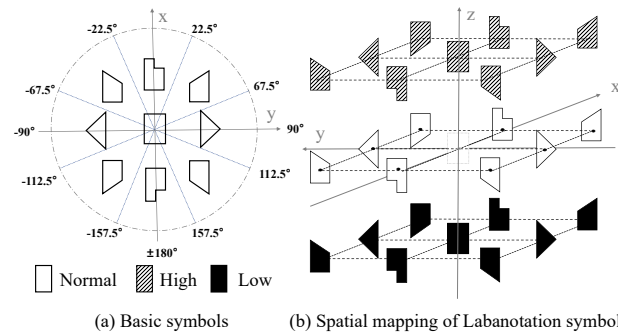 x
-22.5° 22.5°
-67.5° 67.5°
y
-90° 90°
-112.5° 112.5°
-157.5° 157.5°
±180°
Normal High Low
(a) Basic symbols
z
x
y
(b) Spatial mapping of Labanotation symbol